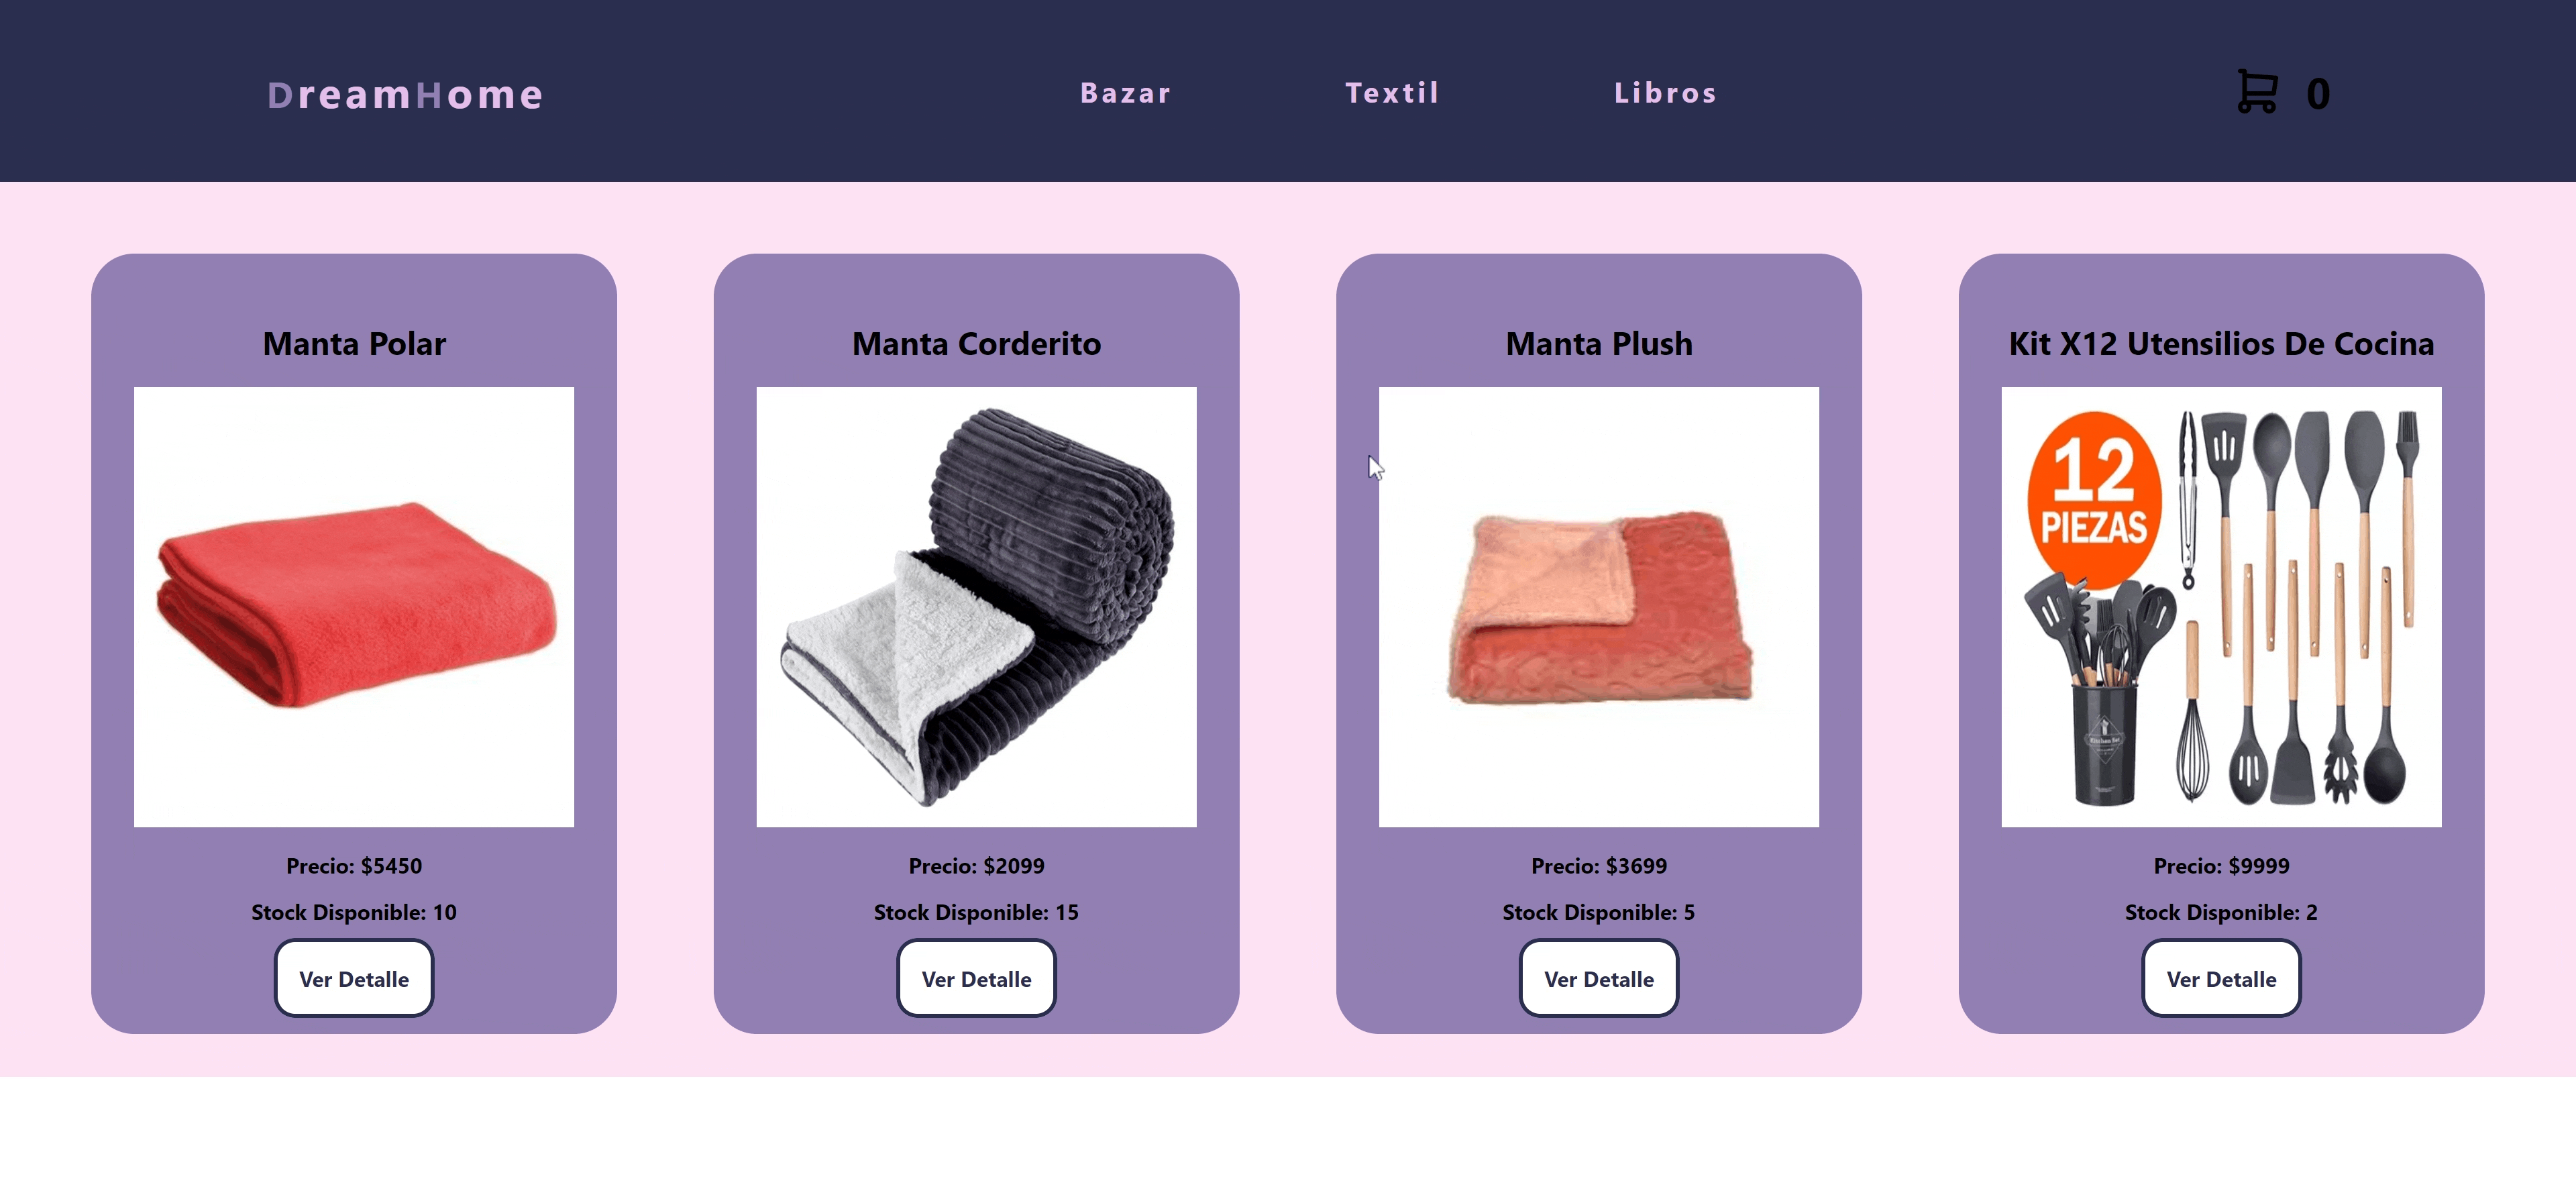 DreamHome
Bazar
Textil
Libros
0
Manta Polar
Precio: $5450
Stock Disponible: 10
Ver Detalle
Manta Corderito
Precio: $2099
Stock Disponible: 15
Ver Detalle
Manta Plush
Precio: $3699
Stock Disponible: 5
Ver Detalle
Kit X12 Utensilios De Cocina
12
PIEZAS
Precio: $9999
Stock Disponible: 2
Ver Detalle